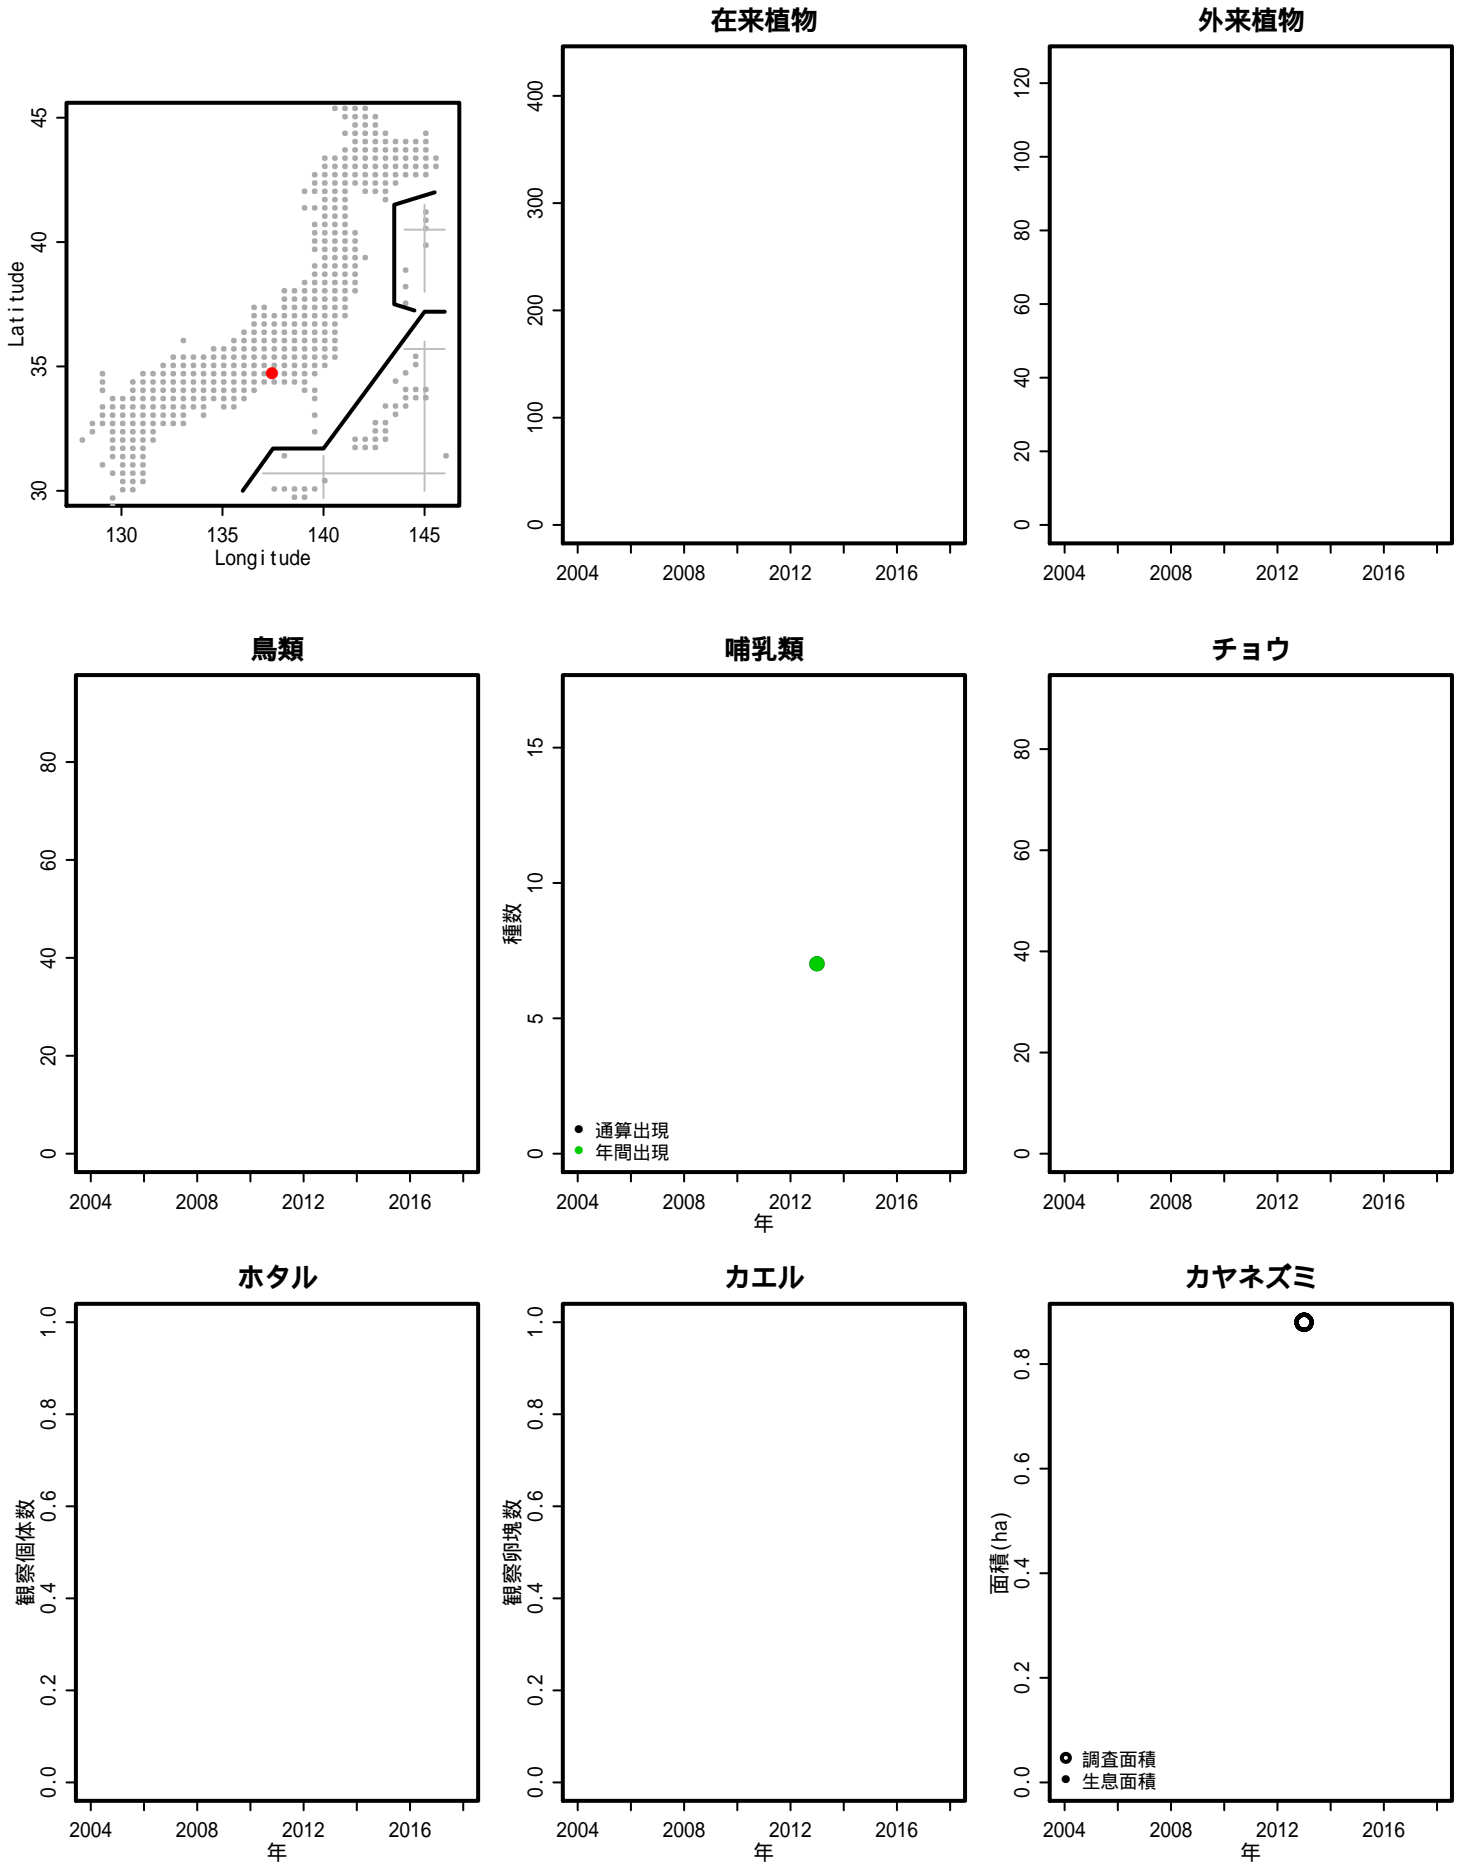 在来植物
外来植物
Latitude
45
40
35
30
130 135 140 145
Longitude
400
300
200
100
0
2004 2008 2012 2016
120
100
80
60
40
20
0
2004 2008 2012 2016
鳥類
哺乳類
チョウ
80
60
40
20
0
2004 2008 2012 2016
種数
15
10
5
0
通算出現
年間出現
2004 2008 2012 2016
年
80
60
40
20
0
2004 2008 2012 2016
ホタル
カエル
カヤネズミ
観察個体数
1.0
0.8
0.6
0.4
0.2
0.0
2004 2008 2012 2016
年
観察卵塊数
1.0
0.8
0.6
0.4
0.2
0.0
2004 2008 2012 2016
年
面積(ha)
0.8
0.6
0.4
0.2
0.0
調査面積
生息面積
2004 2008 2012 2016
年